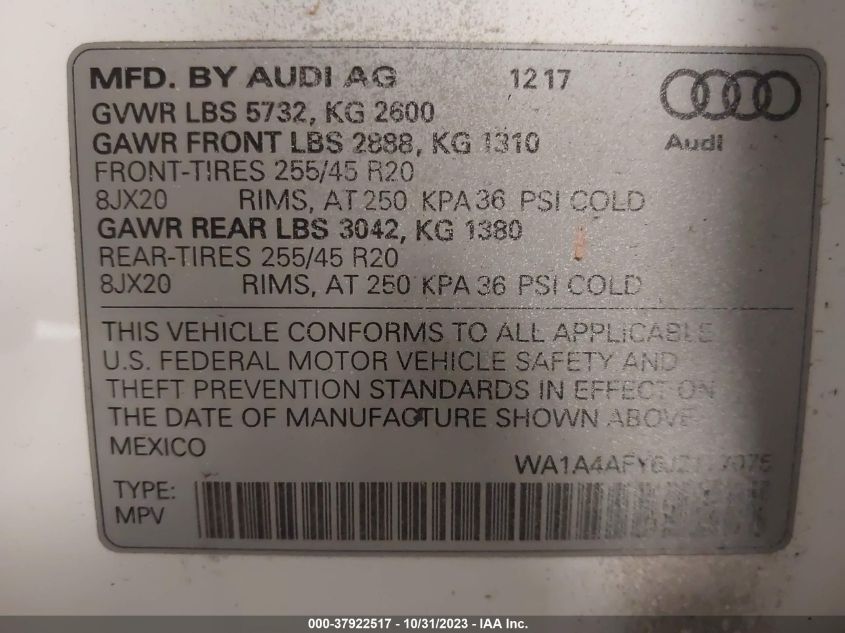 MFD. BY AUDI AG 12 17
GVWR LBS 5732, KG 2600
GAWR FRONT LBS 2888, KG 1310
Audi
FRONT-TIRES 255/45 R20
8JX20 RIMS, AT 250 KPA 36 PSI COLD
GAWR REAR LBS 3042, KG 1380
REAR-TIRES 255/45 R20
8JX20 RIMS, AT 250 KPA 36 PSI COLD
THIS VEHICLE CONFORMS TO ALL APPLICABLE
U.S. FEDERAL MOTOR VEHICLE SAFETY AND
THEFT PREVENTION STANDARDS IN EFFECT ON
THE DATE OF MANUFACTURE SHOWN ABOVE
MEXICO
TYPE:
MPV
000-37922517 - 10/31/2023 - IAA Inc.